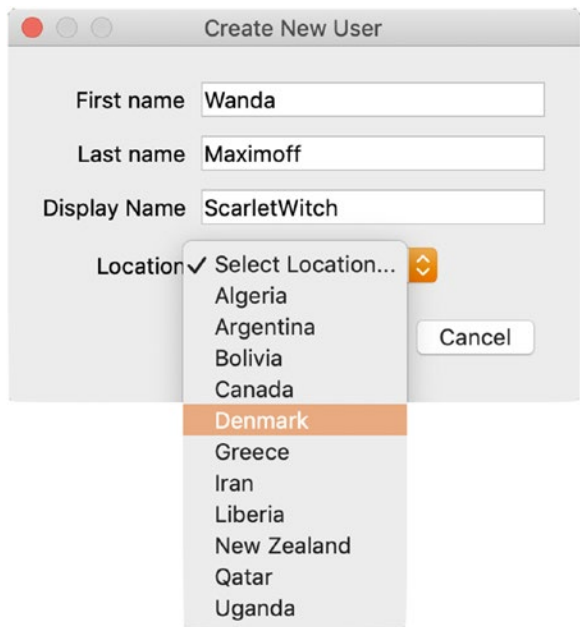 Create New User
First name Wanda
Last name Maximoff
Display Name ScarletWitch
Location ✓ Select Location...
Algeria
Argentina
Bolivia
Canada
Denmark
Greece
Iran
Liberia
New Zealand
Qatar
Uganda
Cancel